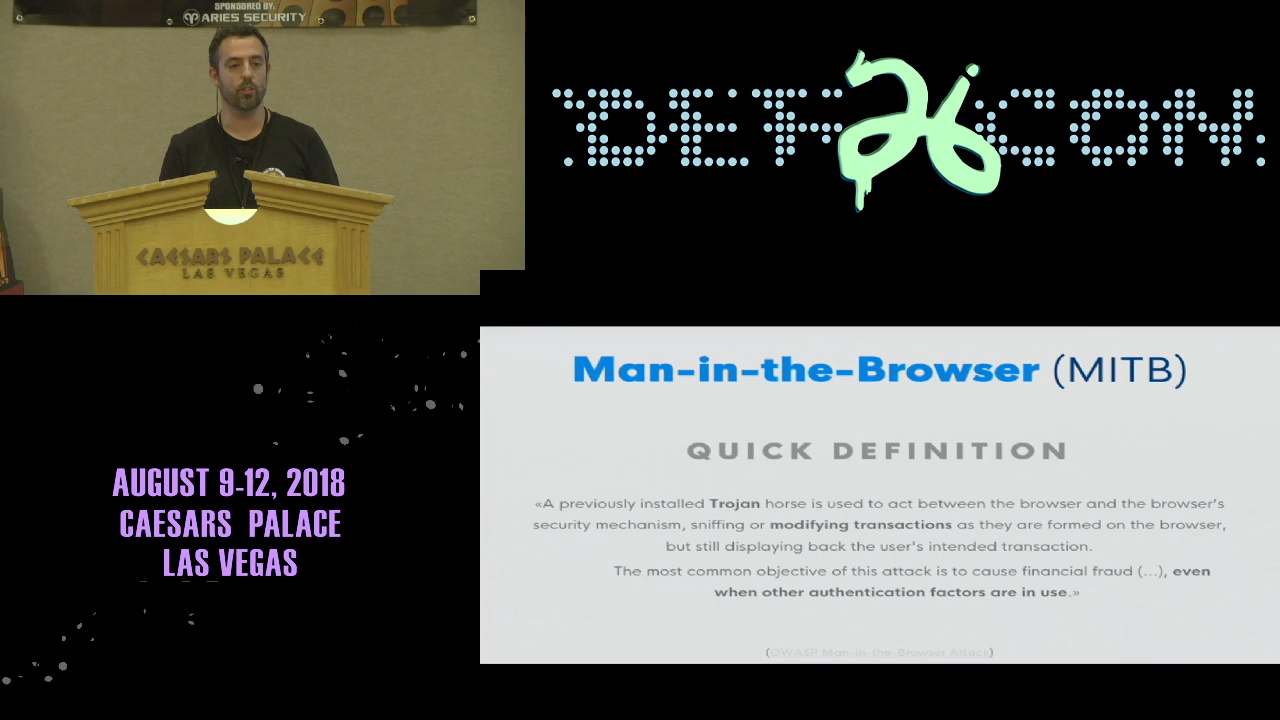 SPONSORED BY:
ARIES SECURITY
CAESARS PALACE
LAS VEGAS
DEF 26 CON
AUGUST 9-12, 2018
CAESARS PALACE
LAS VEGAS
Man-in-the-Browser (MITB)
QUICK DEFINITION
«A previously installed Trojan horse is used to act between the browser and the browser's
security mechanism, sniffing or modifying transactions as they are formed on the browser,
but still displaying back the user's intended transaction.
The most common objective of this attack is to cause financial fraud (...), even
when other authentication factors are in use.»
(OWASP Man-in-the-Browser Attack)